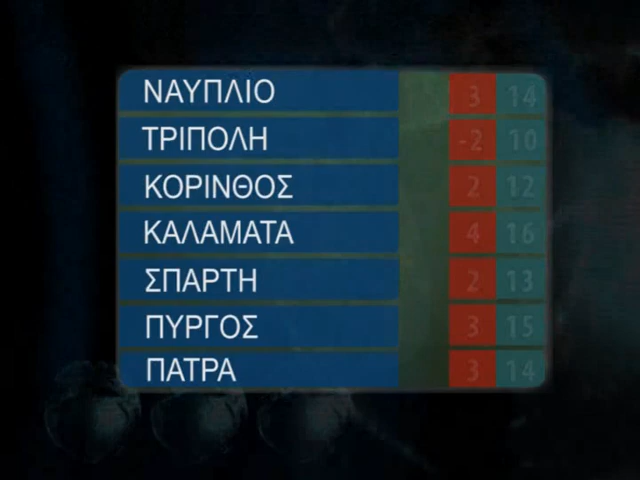 ΝΑΥΠΛΙΟ 3 14
ΤΡΙΠΟΛΗ -2 10
ΚΟΡΙΝΘΟΣ 2 12
ΚΑΛΑΜΑΤΑ 4 16
ΣΠΑΡΤΗ 2 13
ΠΥΡΓΟΣ 3 15
ΠΑΤΡΑ 3 14